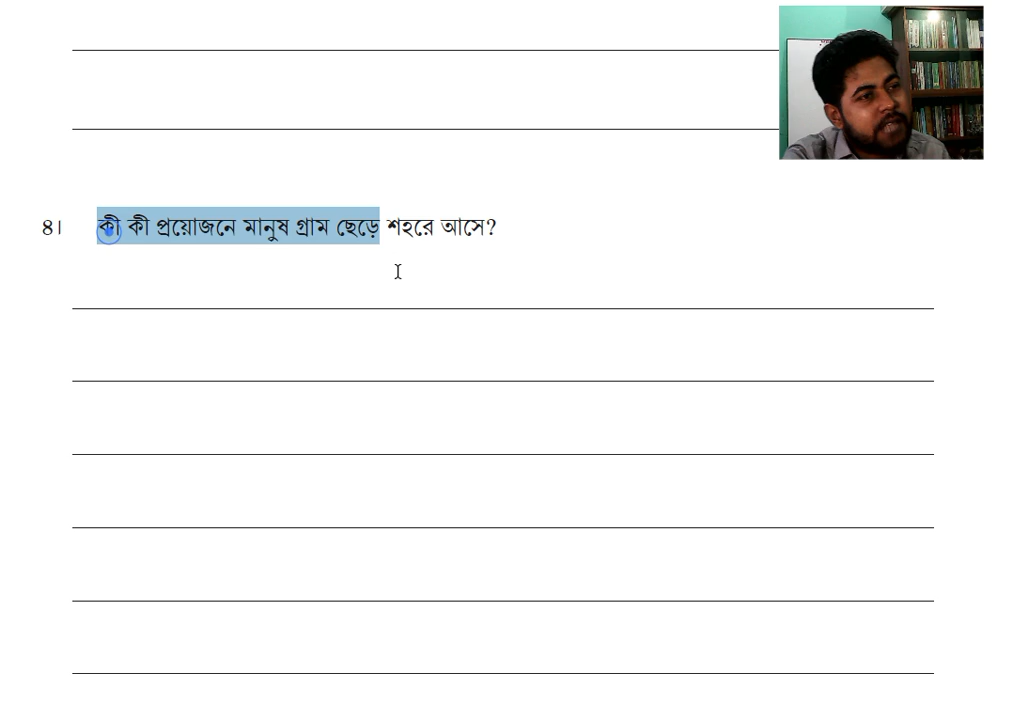 ৪। কী কী প্রয়োজনে মানুষ গ্রাম ছেড়ে শহরে আসে?